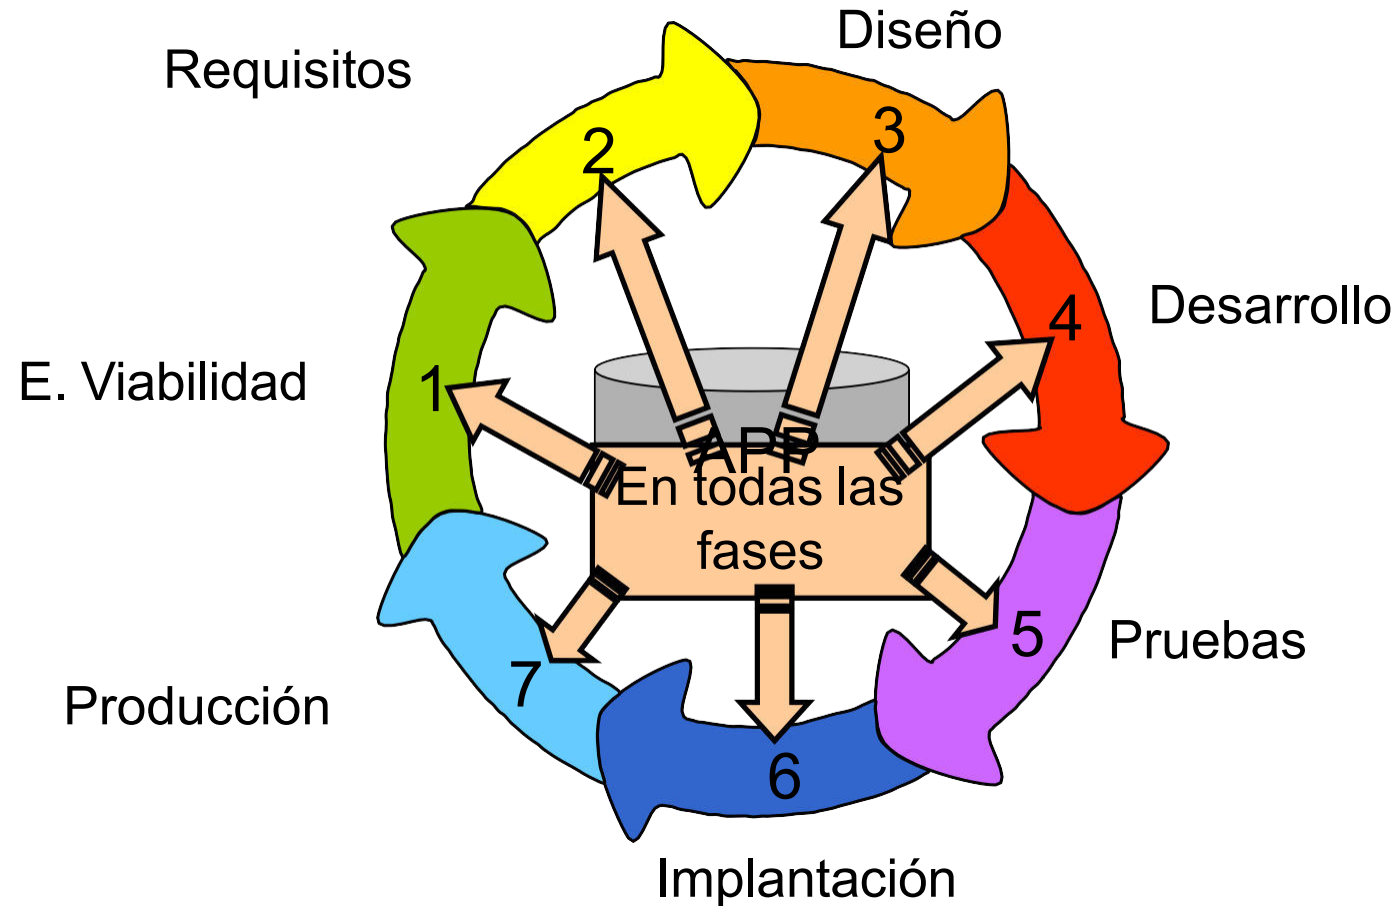 Diseño
Requisitos
3
2
Desarrollo
4
E. Viabilidad
1
APP
En todas las
fases
5
Pruebas
7
Producción
6
Implantación